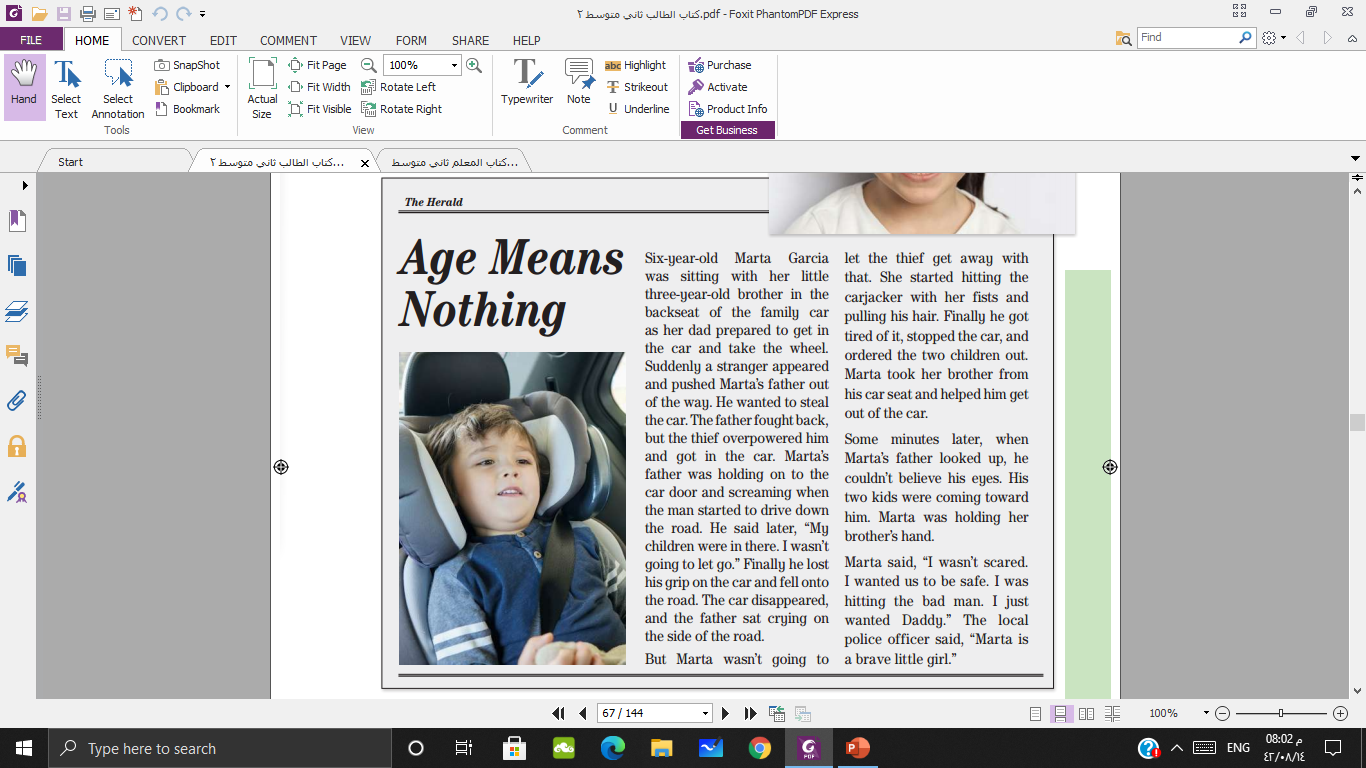 كتاب الطالب ثاني متوسط ٢.pdf - Foxit PhantomPDF Express
FILE HOME CONVERT EDIT COMMENT VIEW FORM SHARE HELP
Find
Hand
Select Text
Select Annotation
SnapShot
Clipboard
Bookmark
Tools
Actual Size
Fit Page
Fit Width
Fit Visible
100%
Rotate Left
Rotate Right
View
Typewriter
Note
abc Highlight
T Strikeout
U Underline
Comment
Purchase
Activate
Product Info
Get Business
Start
كتاب الطالب ثاني متوسط ٢...
كتاب المعلم ثاني متوسط...
The Herald
Age Means
Nothing
Six-year-old Marta Garcia
was sitting with her little
three-year-old brother in the
backseat of the family car
as her dad prepared to get in
the car and take the wheel.
Suddenly a stranger appeared
and pushed Marta’s father out
of the way. He wanted to steal
the car. The father fought back,
but the thief overpowered him
and got in the car. Marta’s
father was holding on to the
car door and screaming when
the man started to drive down
the road. He said later, “My
children were in there. I wasn’t
going to let go.” Finally he lost
his grip on the car and fell onto
the road. The car disappeared,
and the father sat crying on
the side of the road.
But Marta wasn’t going to
let the thief get away with
that. She started hitting the
carjacker with her fists and
pulling his hair. Finally he got
tired of it, stopped the car, and
ordered the two children out.
Marta took her brother from
his car seat and helped him get
out of the car.
Some minutes later, when
Marta’s father looked up, he
couldn’t believe his eyes. His
two kids were coming toward
him. Marta was holding her
brother’s hand.
Marta said, “I wasn’t scared.
I wanted us to be safe. I was
hitting the bad man. I just
wanted Daddy.” The local
police officer said, “Marta is
a brave little girl.”
67 / 144
100%
Type here to search
PDF
ENG
08:02 م
٤٢/٠٨/١٤